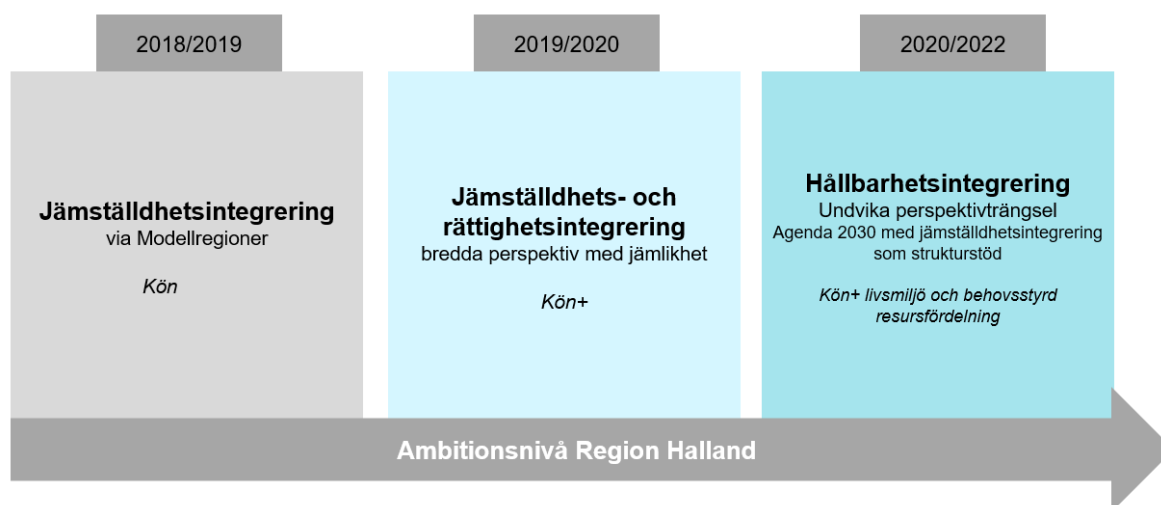 2018/2019
Jämställdhetsintegrering
via Modellregioner
Kön
2019/2020
Jämställdhets- och
rättighetsintegrering
bredda perspektiv med jämlikhet
Kön+
2020/2022
Hållbarhetsintegrering
Undvika perspektivträngsel
Agenda 2030 med jämställdhetsintegrering
som strukturstöd
Kön+ livsmiljö och behovsstyrd
resursfördelning
Ambitionsnivå Region Halland